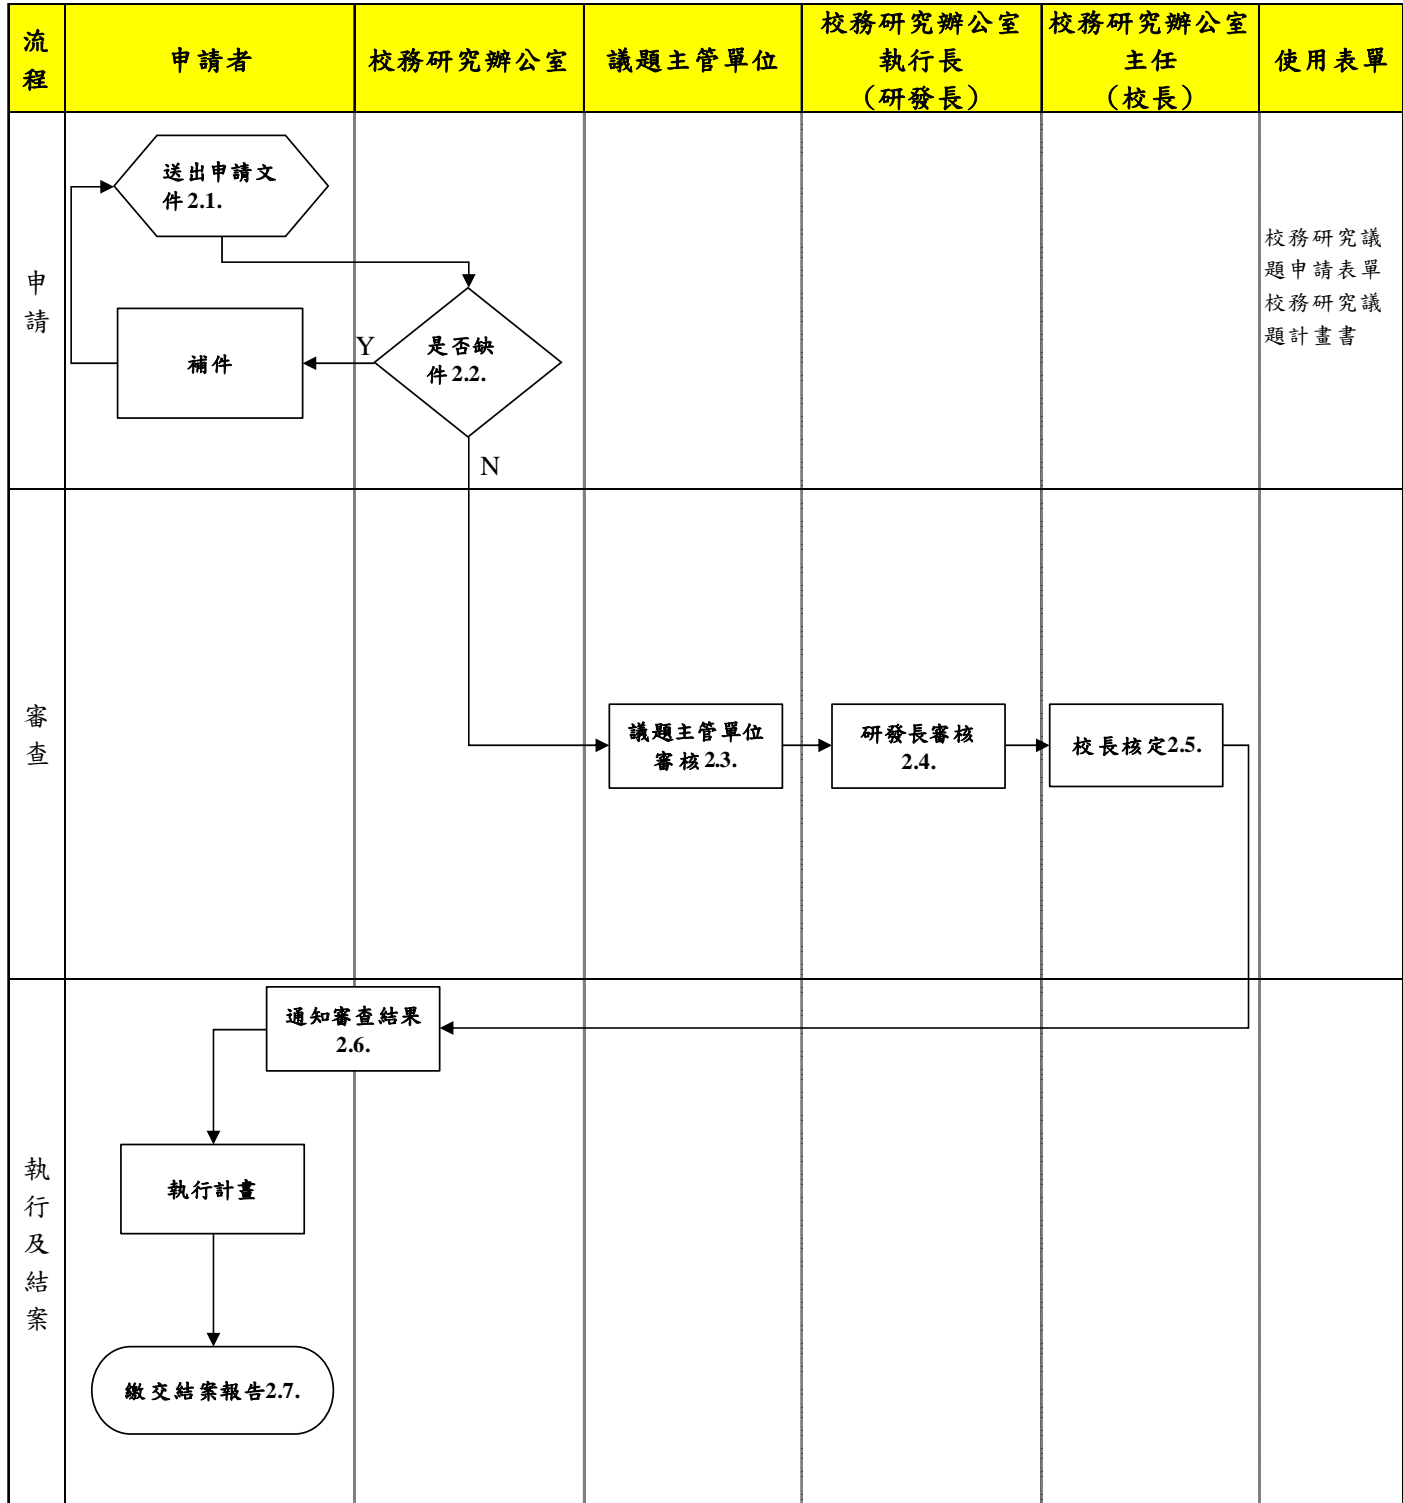 流
程
申請者
校務研究辦公室
議題主管單位
校務研究辦公室
執行長
（研發長）
校務研究辦公室
主任
（校長）
使用表單
申
請
送出申請文
件2.1.
補件
Y
是否缺
件2.2.
N
校務研究議
題申請表單
校務研究議
題計畫書
審
查
議題主管單位
審核2.3.
研發長審核
2.4.
校長核定2.5.
執
行
及
結
案
通知審查結果
2.6.
執行計畫
繳交結案報告2.7.